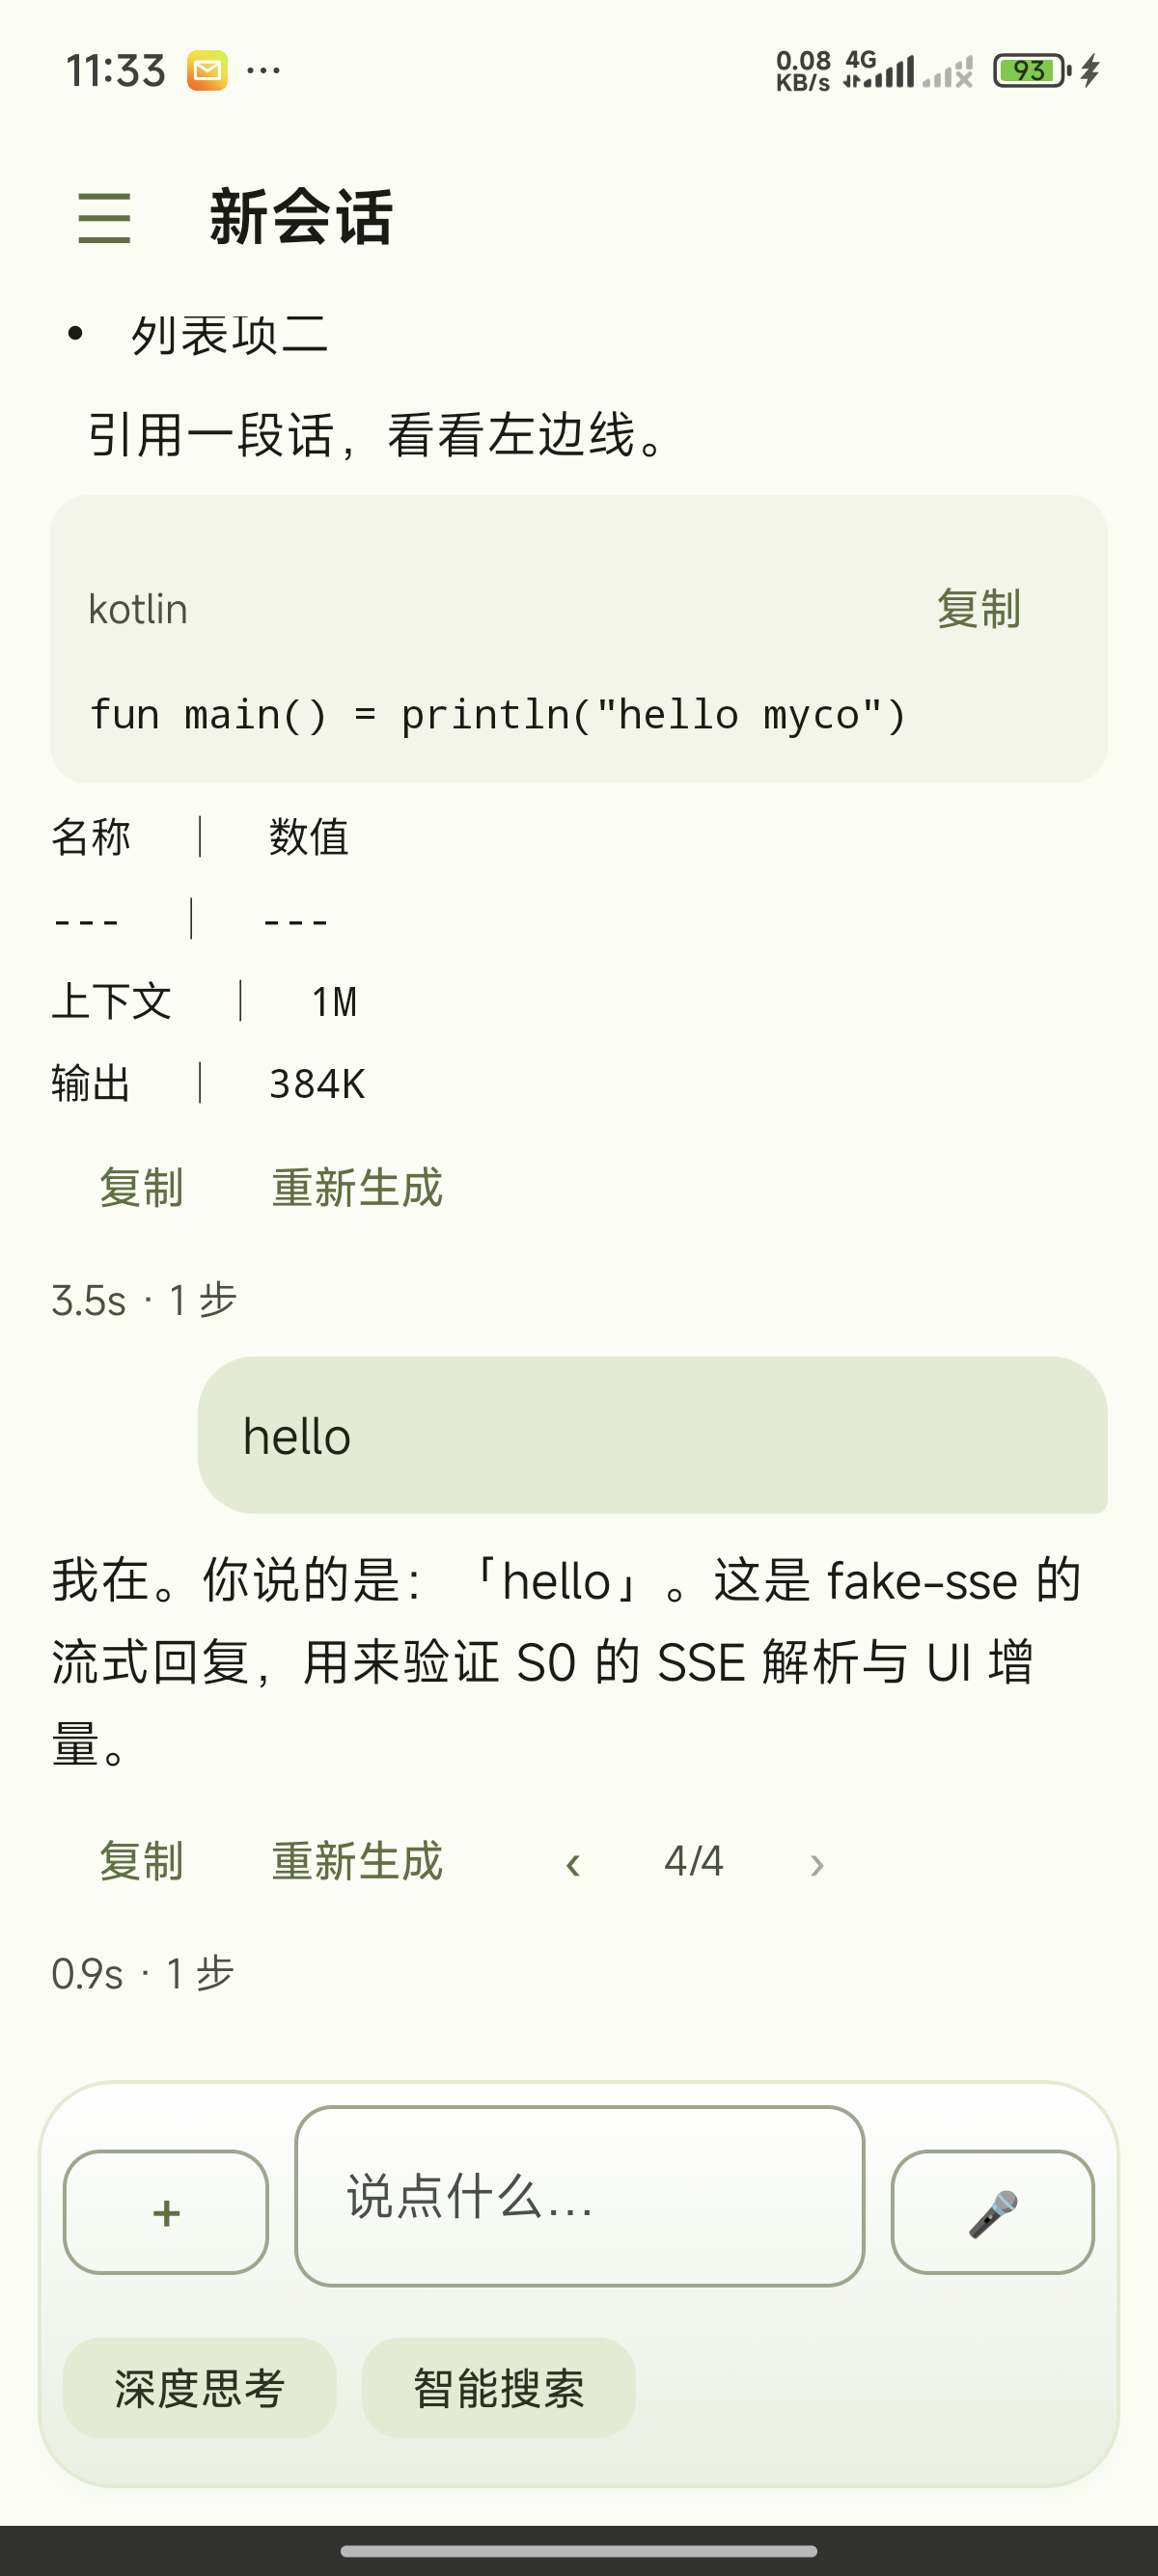 11:33 ...
0.08 KB/s 4G 93
新会话
• 列表项二
引用一段话，看看左边线。
kotlin 复制
fun main() = println("hello myco")
名称 | 数值
--- | ---
上下文 | 1M
输出 | 384K
复制 重新生成
3.5s · 1 步
hello
我在。你说的是：「hello」。这是 fake-sse 的
流式回复，用来验证 S0 的 SSE 解析与 UI 增
量。
复制 重新生成 ‹ 4/4 ›
0.9s · 1 步
+ 说点什么…
深度思考 智能搜索